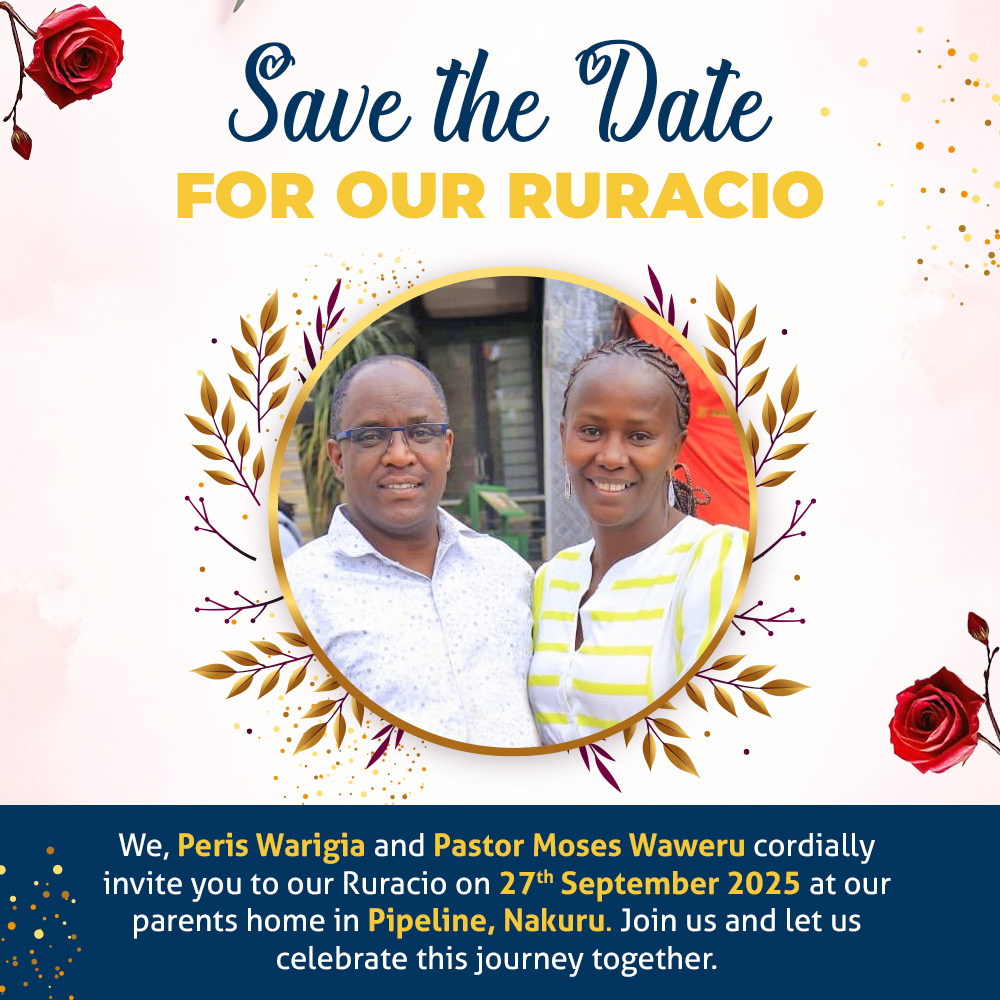 Save the Date
FOR OUR RURACIO
We, Peris Warigia and Pastor Moses Waweru cordially
invite you to our Ruracio on 27th September 2025 at our
parents home in Pipeline, Nakuru. Join us and let us
celebrate this journey together.